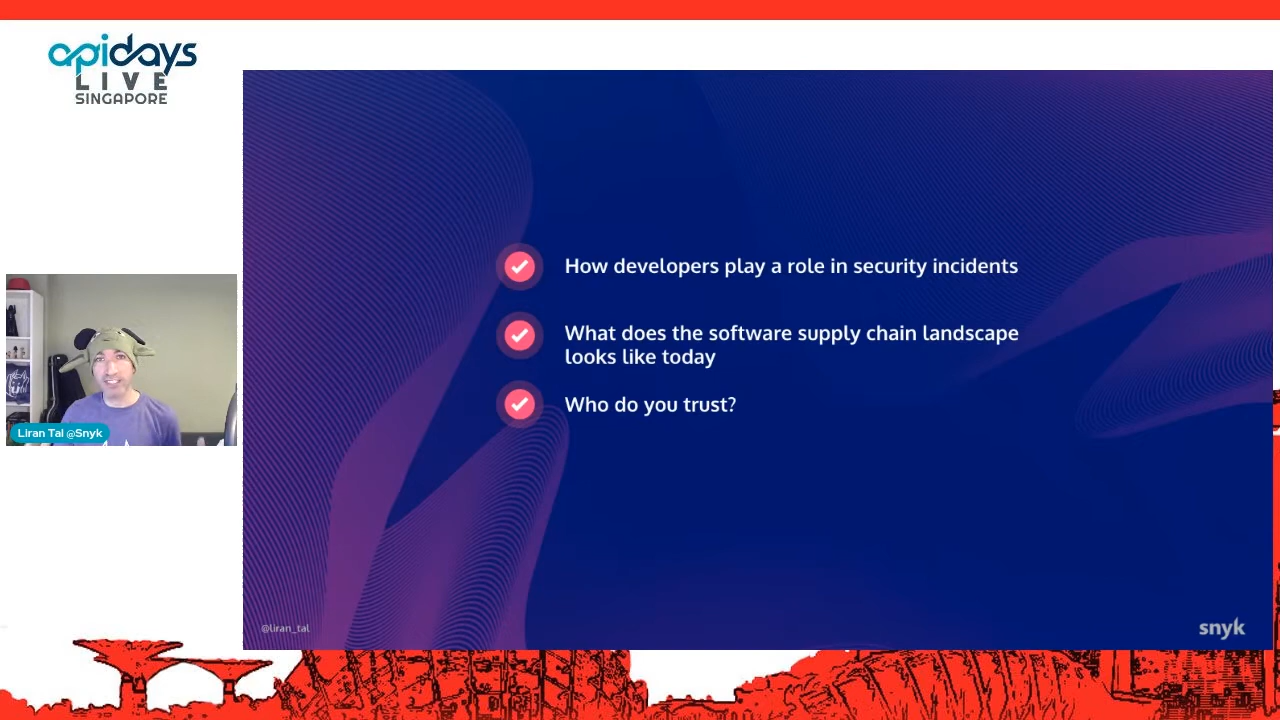 apidays
LIVE
SINGAPORE
How developers play a role in security incidents
What does the software supply chain landscape
looks like today
Who do you trust?
Liran Tal @Snyk
@liran_tal
snyk